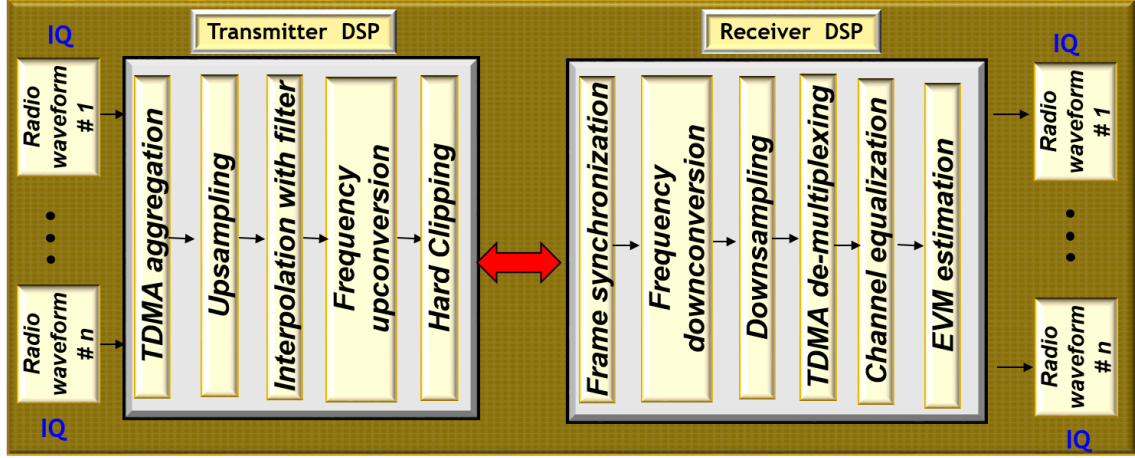 Transmitter DSP
Receiver DSP
IQ
Radio
waveform
# 1
Radio
waveform
# n
IQ
TDMA aggregation
Upsampling
Interpolation with filter
Frequency
upconversion
Hard Clipping
Frame synchronization
Frequency
downconversion
Downsampling
TDMA de-multiplexing
Channel equalization
EVM estimation
IQ
Radio
waveform
# 1
Radio
waveform
# n
IQ